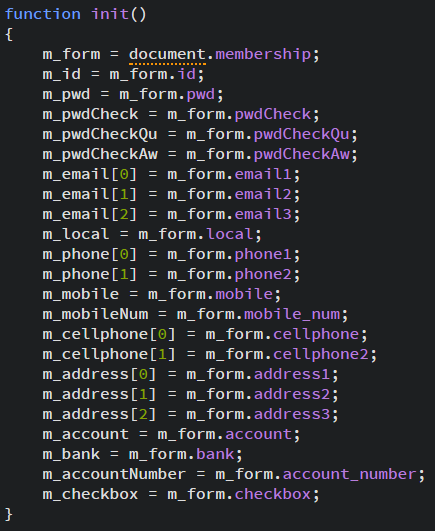 function init()
{
    m_form = document.membership;
    m_id = m_form.id;
    m_pwd = m_form.pwd;
    m_pwdCheck = m_form.pwdCheck;
    m_pwdCheckQu = m_form.pwdCheckQu;
    m_pwdCheckAw = m_form.pwdCheckAw;
    m_email[0] = m_form.email1;
    m_email[1] = m_form.email2;
    m_email[2] = m_form.email3;
    m_local = m_form.local;
    m_phone[0] = m_form.phone1;
    m_phone[1] = m_form.phone2;
    m_mobile = m_form.mobile;
    m_mobileNum = m_form.mobile_num;
    m_cellphone[0] = m_form.cellphone;
    m_cellphone[1] = m_form.cellphone2;
    m_address[0] = m_form.address1;
    m_address[1] = m_form.address2;
    m_address[2] = m_form.address3;
    m_account = m_form.account;
    m_bank = m_form.bank;
    m_accountNumber = m_form.account_number;
    m_checkbox = m_form.checkbox;
}